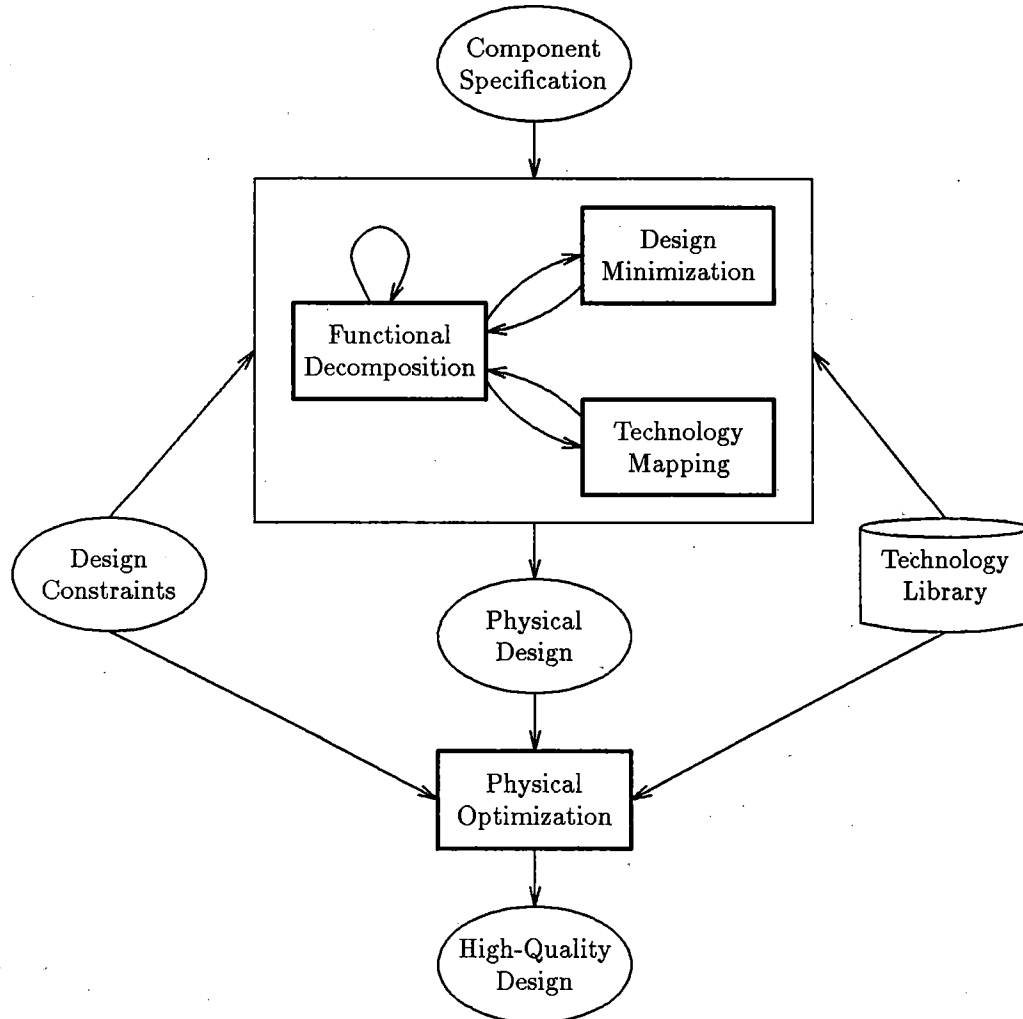 Component
Specification
Design
Minimization
Functional
Decomposition
Technology
Mapping
Design
Constraints
Physical
Design
Technology
Library
Physical
Optimization
High-Quality
Design